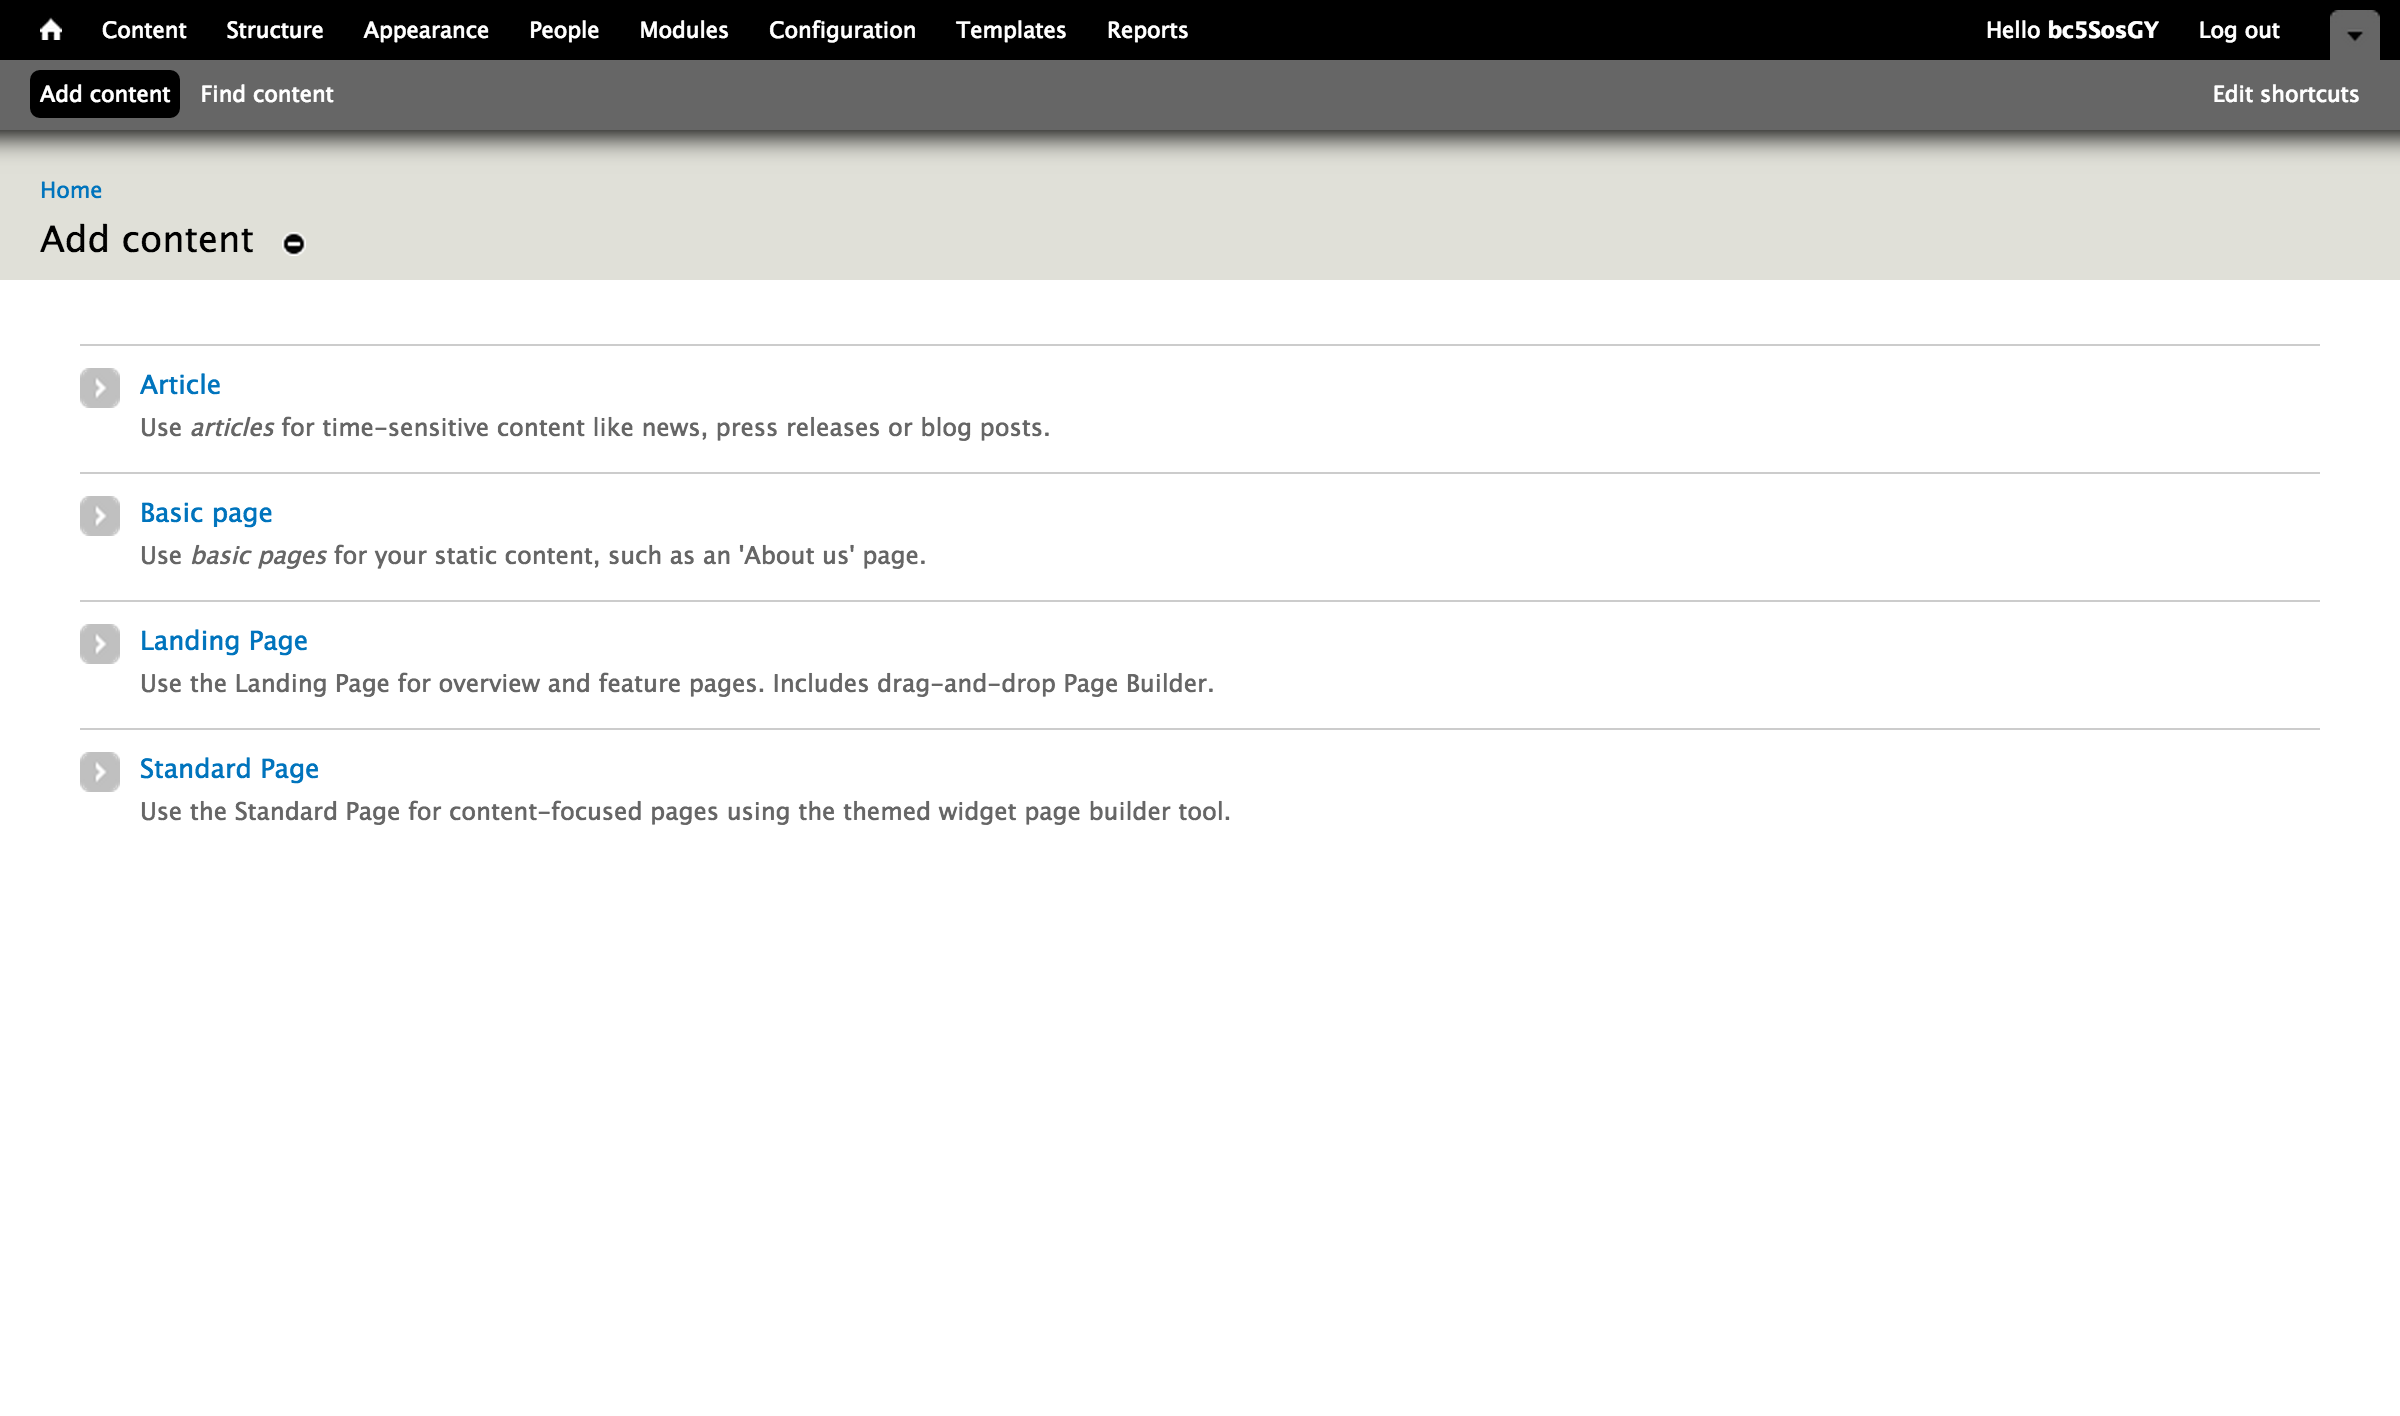 Content Structure Appearance People Modules Configuration Templates Reports Hello bc5SosGY Log out
Add content Find content Edit shortcuts
Home
Add content
Article
Use articles for time-sensitive content like news, press releases or blog posts.
Basic page
Use basic pages for your static content, such as an 'About us' page.
Landing Page
Use the Landing Page for overview and feature pages. Includes drag-and-drop Page Builder.
Standard Page
Use the Standard Page for content-focused pages using the themed widget page builder tool.